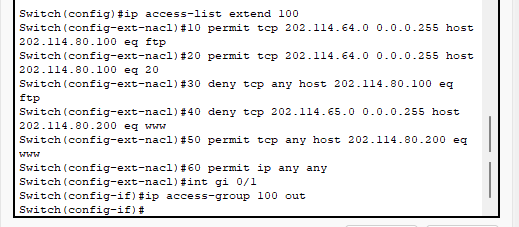 Switch(config)#ip access-list extend 100
Switch(config-ext-nacl)#10 permit tcp 202.114.64.0 0.0.0.255 host
202.114.80.100 eq ftp
Switch(config-ext-nacl)#20 permit tcp 202.114.64.0 0.0.0.255 host
202.114.80.100 eq 20
Switch(config-ext-nacl)#30 deny tcp any host 202.114.80.100 eq
ftp
Switch(config-ext-nacl)#40 deny tcp 202.114.65.0 0.0.0.255 host
202.114.80.200 eq www
Switch(config-ext-nacl)#50 permit tcp any host 202.114.80.200 eq
www
Switch(config-ext-nacl)#60 permit ip any any
Switch(config-ext-nacl)#int gi 0/1
Switch(config-if)#ip access-group 100 out
Switch(config-if)#